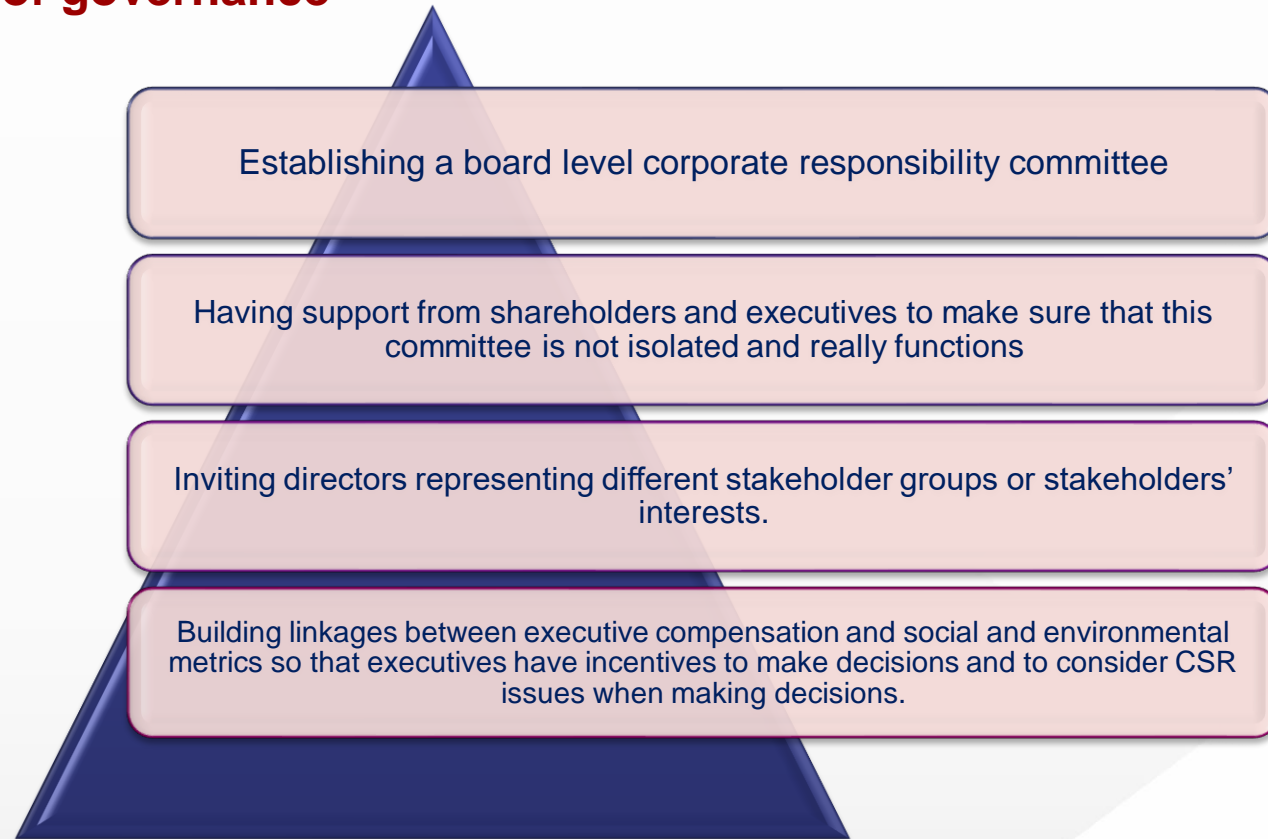 governance
Establishing a board level corporate responsibility committee
Having support from shareholders and executives to make sure that this
committee is not isolated and really functions
Inviting directors representing different stakeholder groups or stakeholders’
interests.
Building linkages between executive compensation and social and environmental
metrics so that executives have incentives to make decisions and to consider CSR
issues when making decisions.